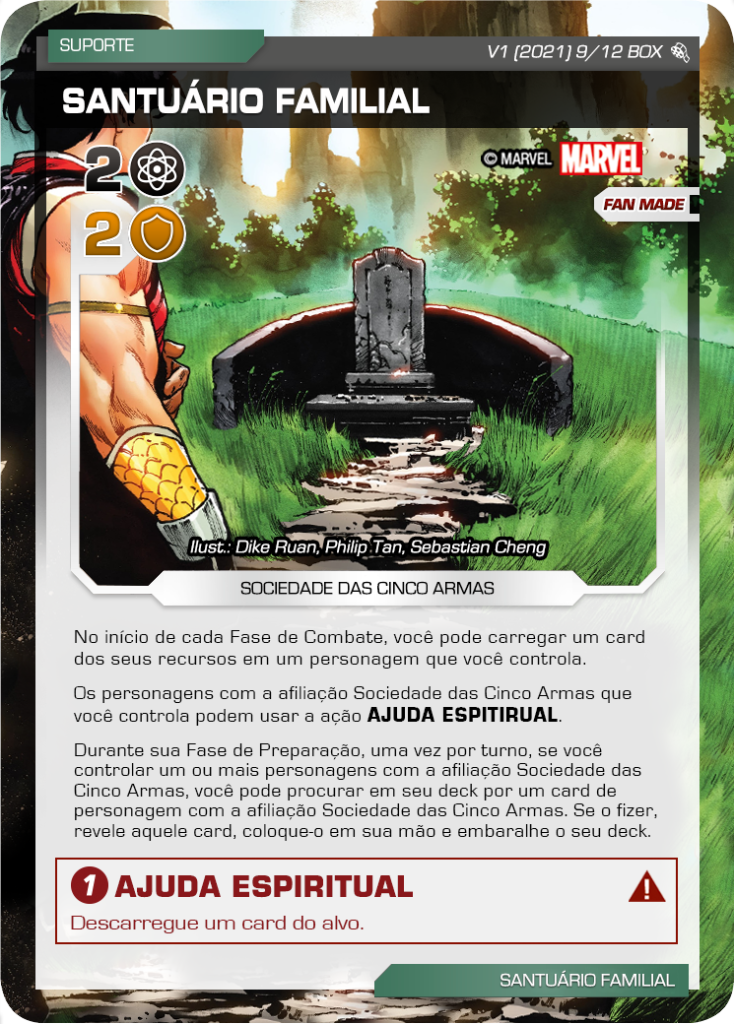 SUPORTE
V1 (2021) 9/12 BOX
SANTUÁRIO FAMILIAL
2
© MARVEL MARVEL
2
FAN MADE
Ilust.: Dike Ruan, Philip Tan, Sebastian Cheng
SOCIEDADE DAS CINCO ARMAS
No início de cada Fase de Combate, você pode carregar um card
dos seus recursos em um personagem que você controla.
Os personagens com a afiliação Sociedade das Cinco Armas que
você controla podem usar a ação AJUDA ESPITIRUAL.
Durante sua Fase de Preparação, uma vez por turno, se você
controlar um ou mais personagens com a afiliação Sociedade das
Cinco Armas, você pode procurar em seu deck por um card de
personagem com a afiliação Sociedade das Cinco Armas. Se o fizer,
revele aquele card, coloque-o em sua mão e embaralhe o seu deck.
1 AJUDA ESPIRITUAL
Descarregue um card do alvo.
SANTUÁRIO FAMILIAL